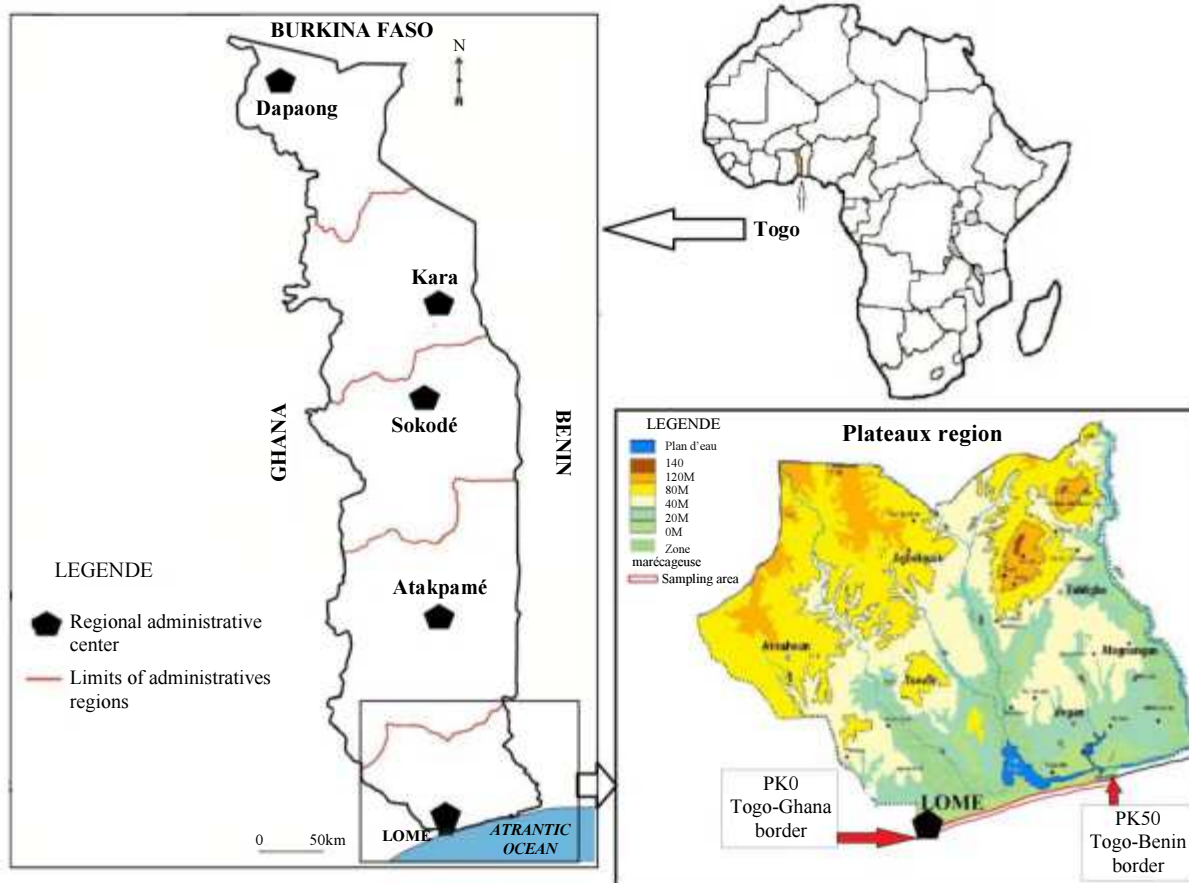 BURKINA FASO
N
Dapaong
Kara
Sokodé
GHANA
BENIN
Atakpamé
LEGENDE
Regional administrative
center
Limits of administratives
regions
0 50km
LOME
ATRANTIC
OCEAN
Togo
LEGENDE
Plan d'eau
140
120M
80M
40M
20M
0M
Zone
marécageuse
Sampling area
Plateaux region
Tabligbo
Tsévié
LOME
PK0
Togo-Ghana
border
PK50
Togo-Benin
border